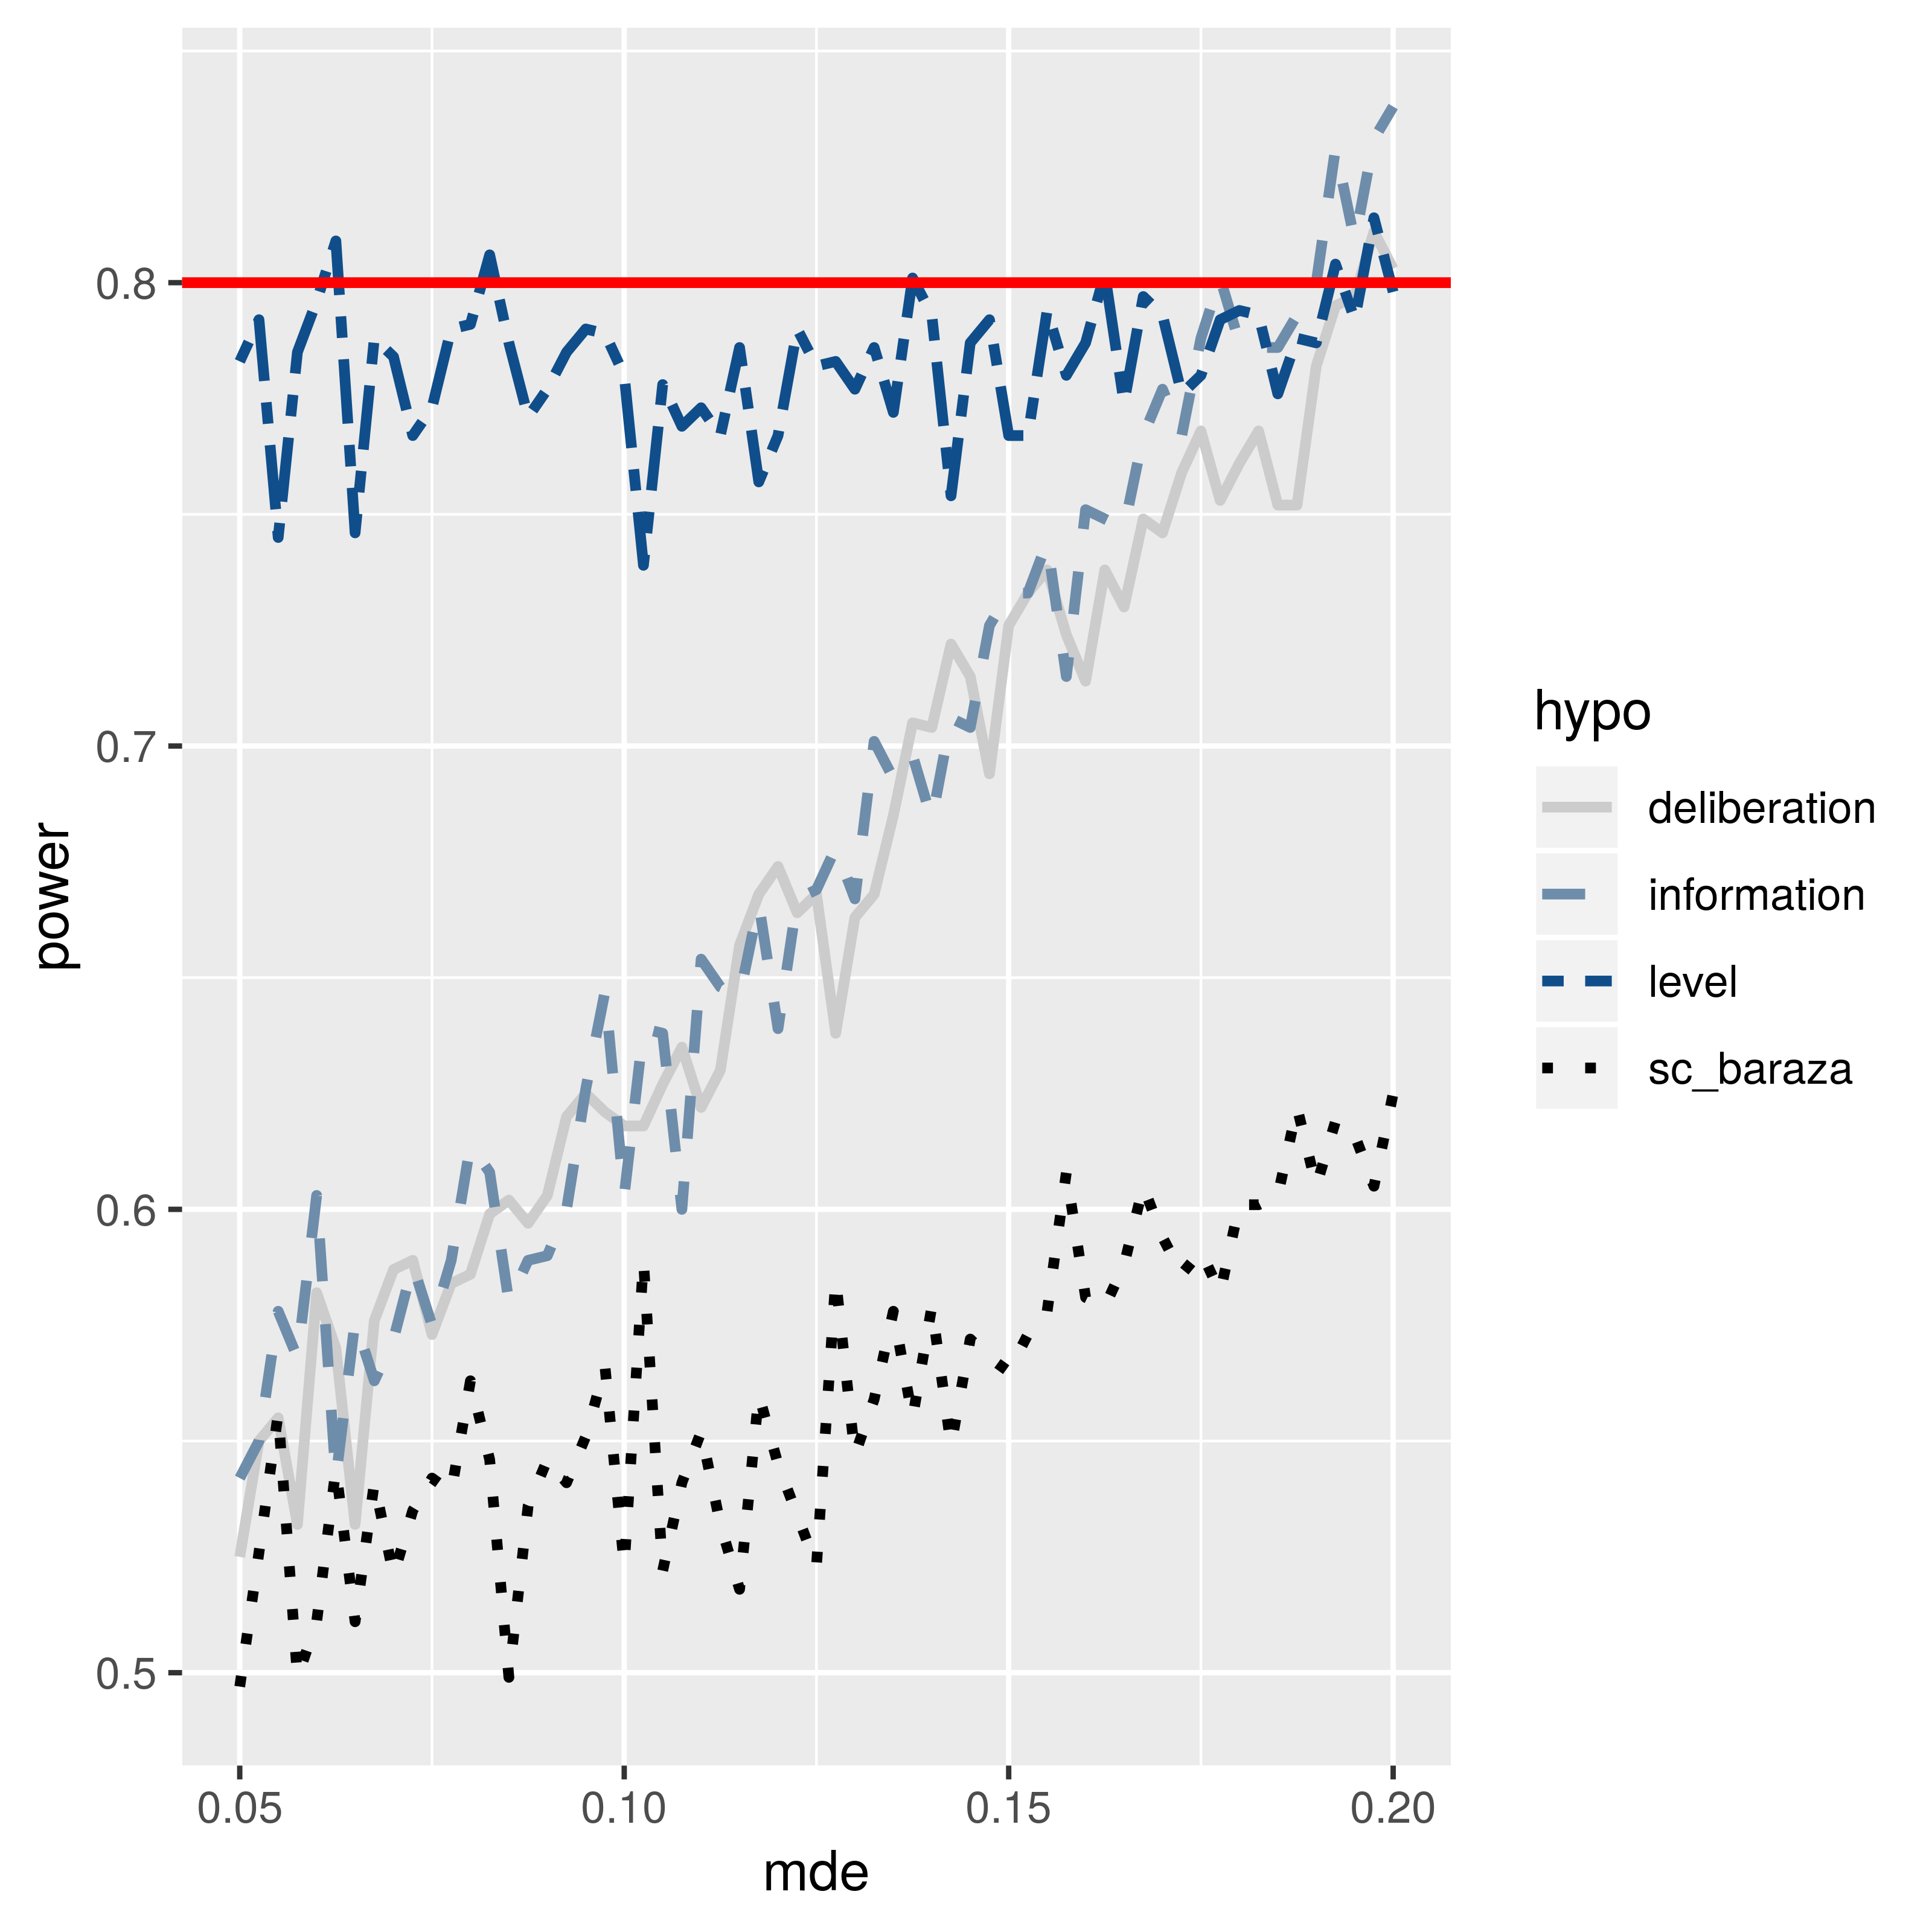 0.8
0.7
0.6
0.5
power
0.05
0.10
0.15
0.20
mde
hypo
deliberation
information
level
sc_baraza